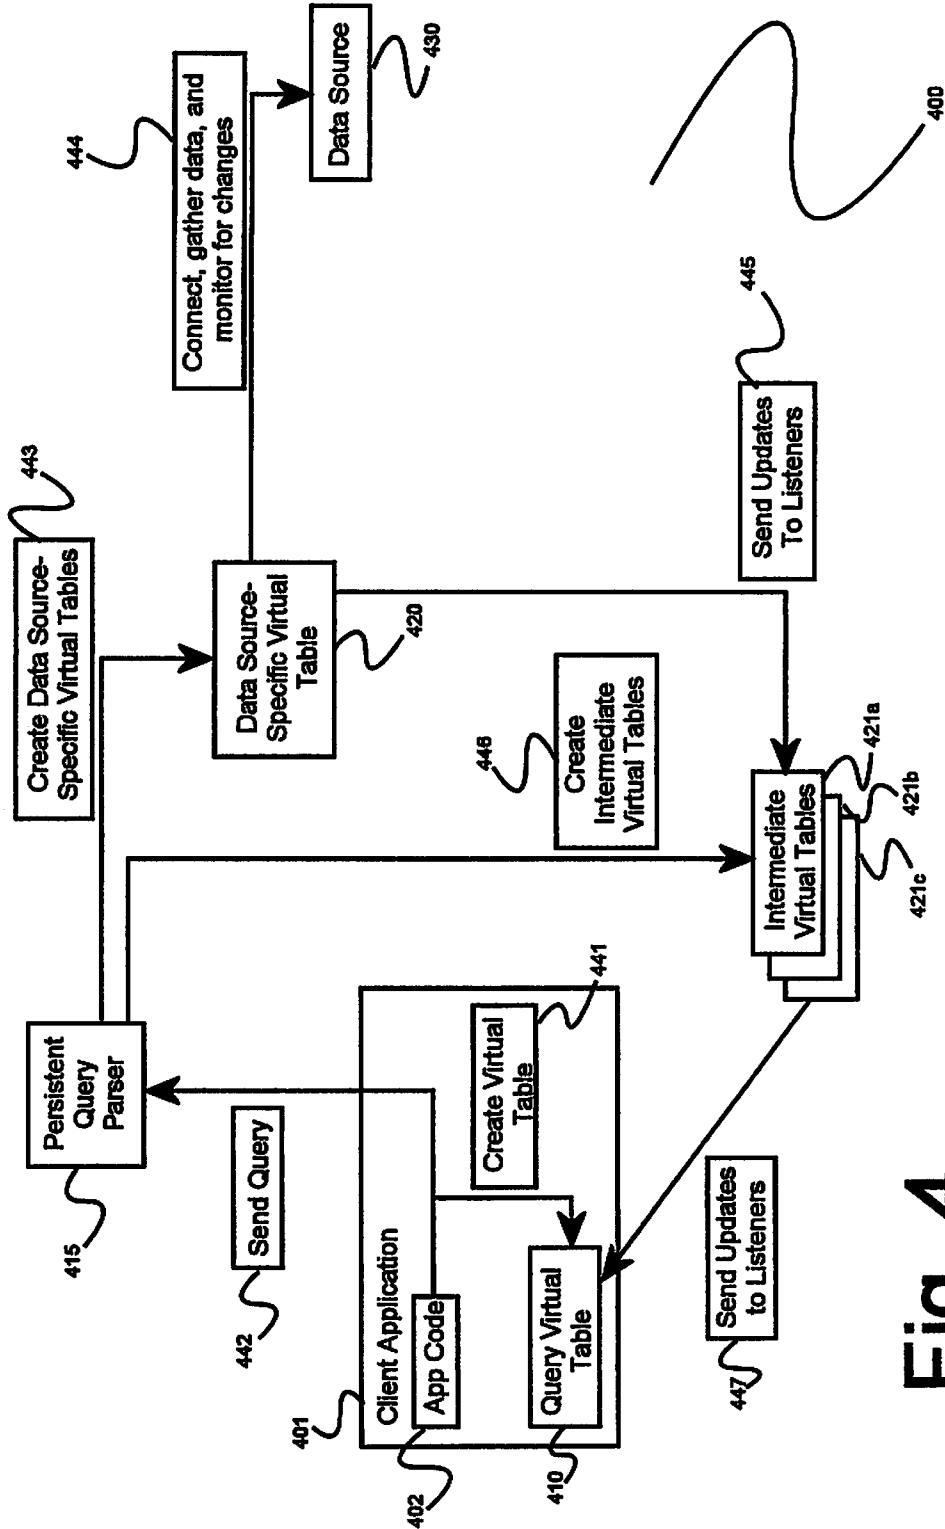 444
Connect, gather data, and
monitor for changes
Data Source
430
400
443
Create Data Source-
Specific Virtual Tables
Data Source-
Specific Virtual
Table
420
445
Send Updates
To Listeners
446
Create
Intermediate
Virtual Tables
Intermediate
Virtual Tables
421a
421b
421c
Persistent
Query
Parser
415
Send Query
442
Client Application
401
App Code
402
Create Virtual
Table
441
Query Virtual
Table
410
Send Updates
to Listeners
447
Fig. 4